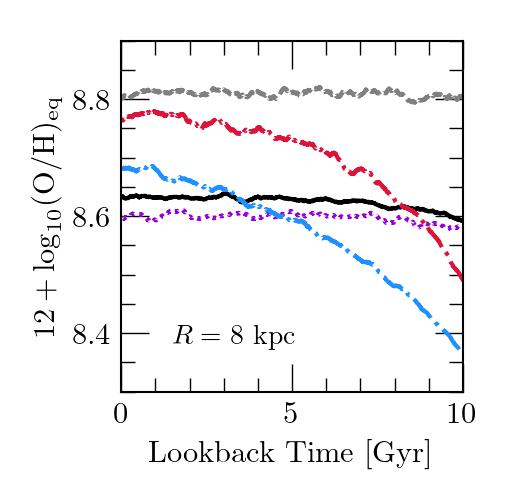 12 + log₁₀(O/H)ₑq
8.8
8.6
8.4
R = 8 kpc
0
5
10
Lookback Time [Gyr]